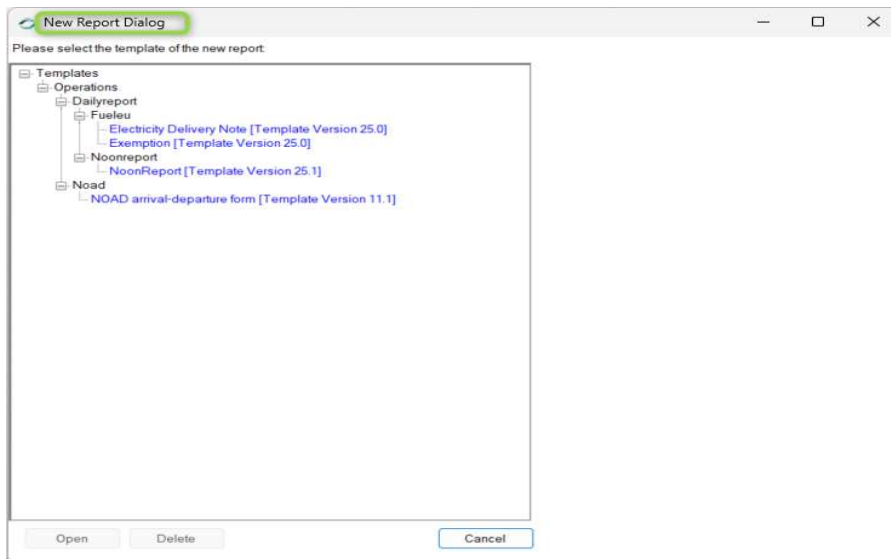 New Report Dialog
Please select the template of the new report:
Templates
Operations
Dailyreport
Fueleu
Electricity Delivery Note [Template Version 25.0]
Exemption [Template Version 25.0]
Noonreport
NoonReport [Template Version 25.1]
Noad
NOAD arrival-departure form [Template Version 11.1]
Open Delete Cancel